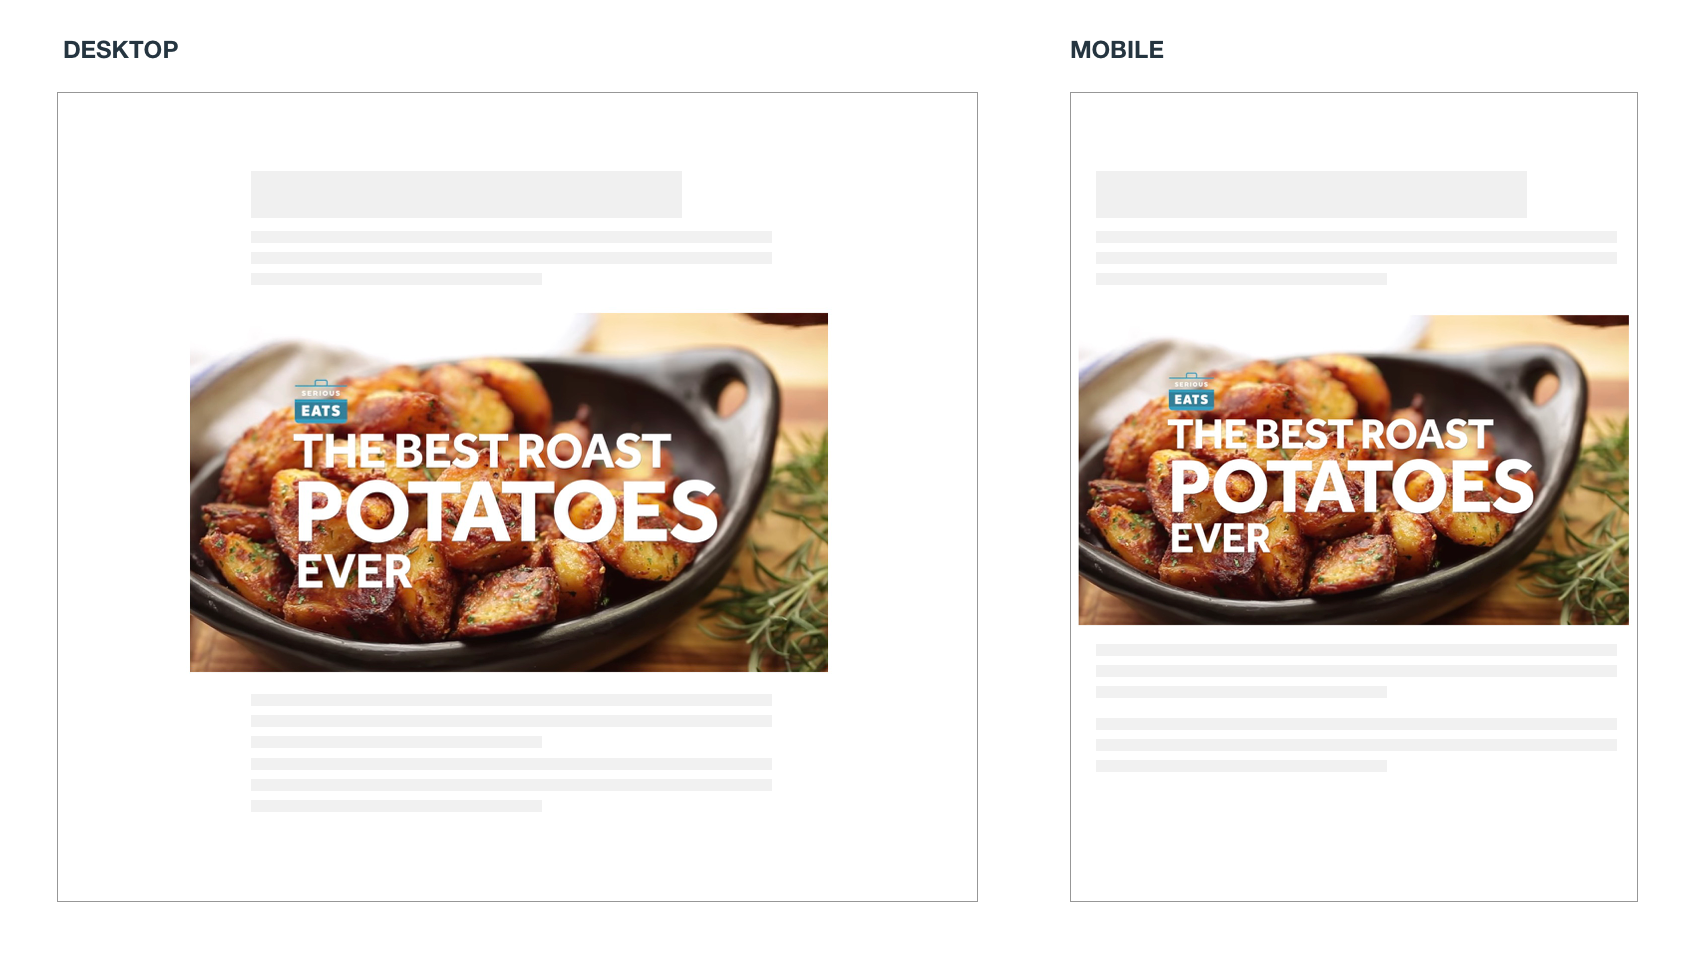 DESKTOP
MOBILE
SERIOUS
EATS
THE BEST ROAST
POTATOES
EVER
SERIOUS
EATS
THE BEST ROAST
POTATOES
EVER